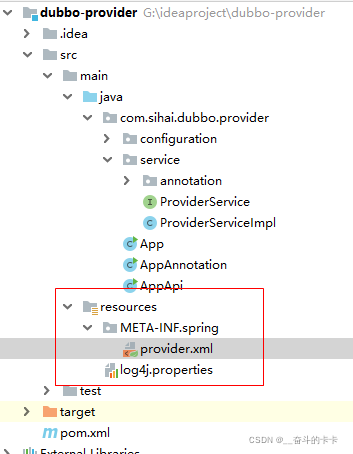 dubbo-provider G:\ideaproject\dubbo-provider
.idea
src
main
java
com.sihai.dubbo.provider
configuration
service
annotation
ProviderService
ProviderServiceImpl
App
AppAnnotation
AppApi
resources
META-INF.spring
provider.xml
log4j.properties
test
target
pom.xml
External Libraries
CSDN @__奋斗的卡卡